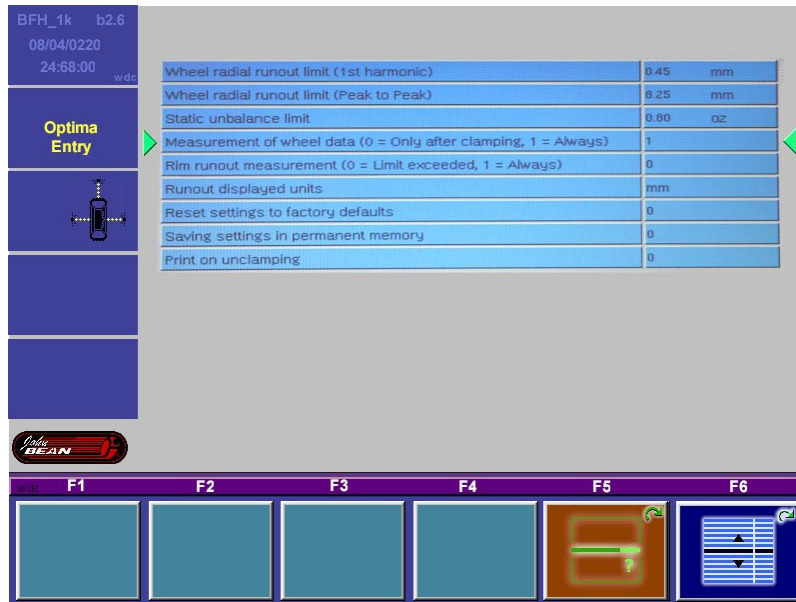 BFH_1k b2.6
08/04/0220
24:68:00
wdc
Optima
Entry
Wheel radial runout limit (1st harmonic) 0.45 mm
Wheel radial runout limit (Peak to Peak) 8.25 mm
Static unbalance limit 0.80 oz
Measurement of wheel data (0 = Only after clamping, 1 = Always) 1
Rim runout measurement (0 = Limit exceeded, 1 = Always) 0
Runout displayed units mm
Reset settings to factory defaults 0
Saving settings in permanent memory 0
Print on unclamping 0
John
BEAN
wdc F1 F2 F3 F4 F5 F6
?